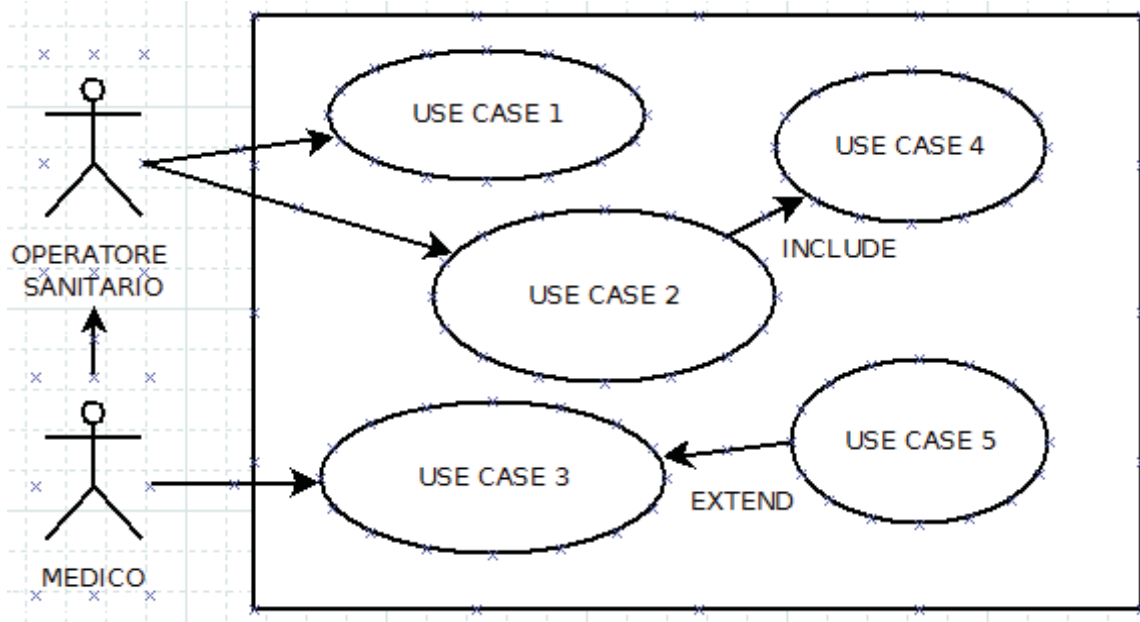 USE CASE 1
USE CASE 4
OPERATORE
SANITARIO
INCLUDE
USE CASE 2
USE CASE 3
USE CASE 5
EXTEND
MEDICO